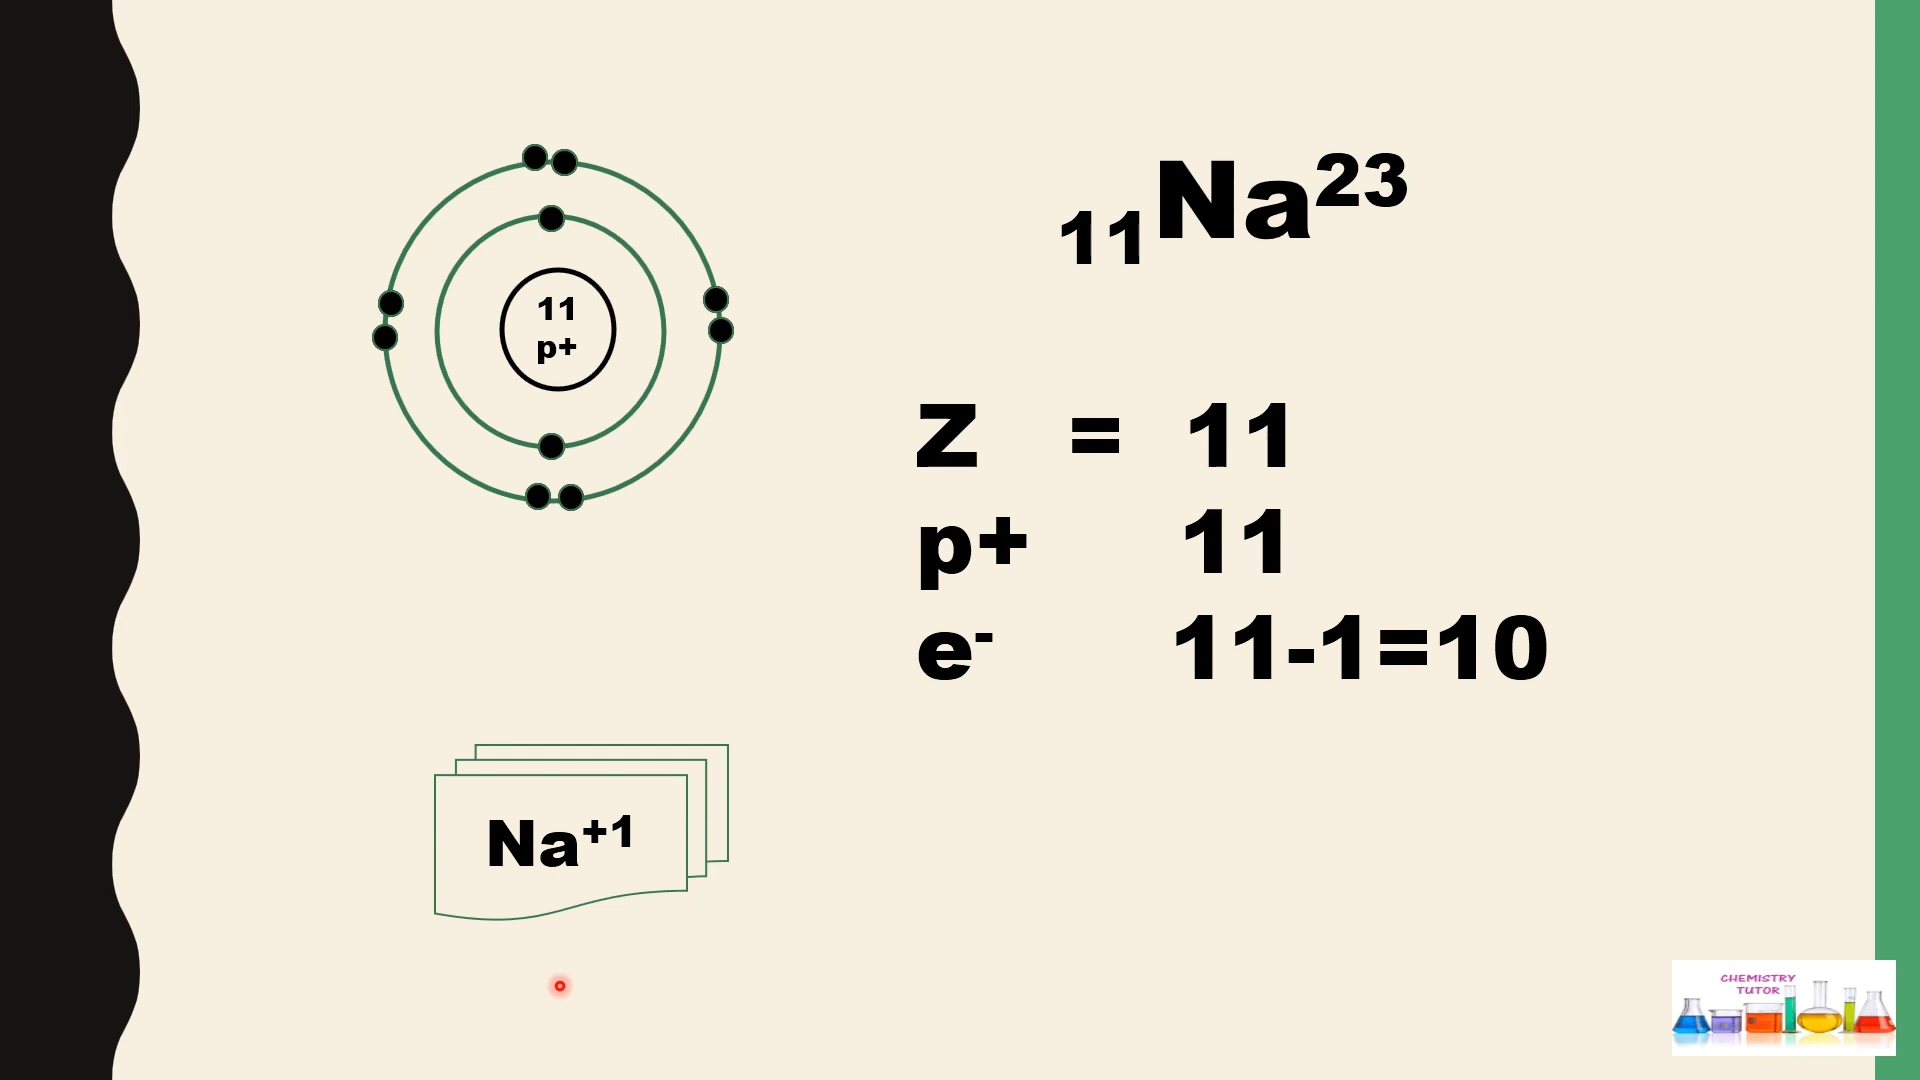 11
p+
₁₁Na²³
Z = 11
p+ 11
e⁻ 11-1=10
Na⁺¹
CHEMISTRY
TUTOR